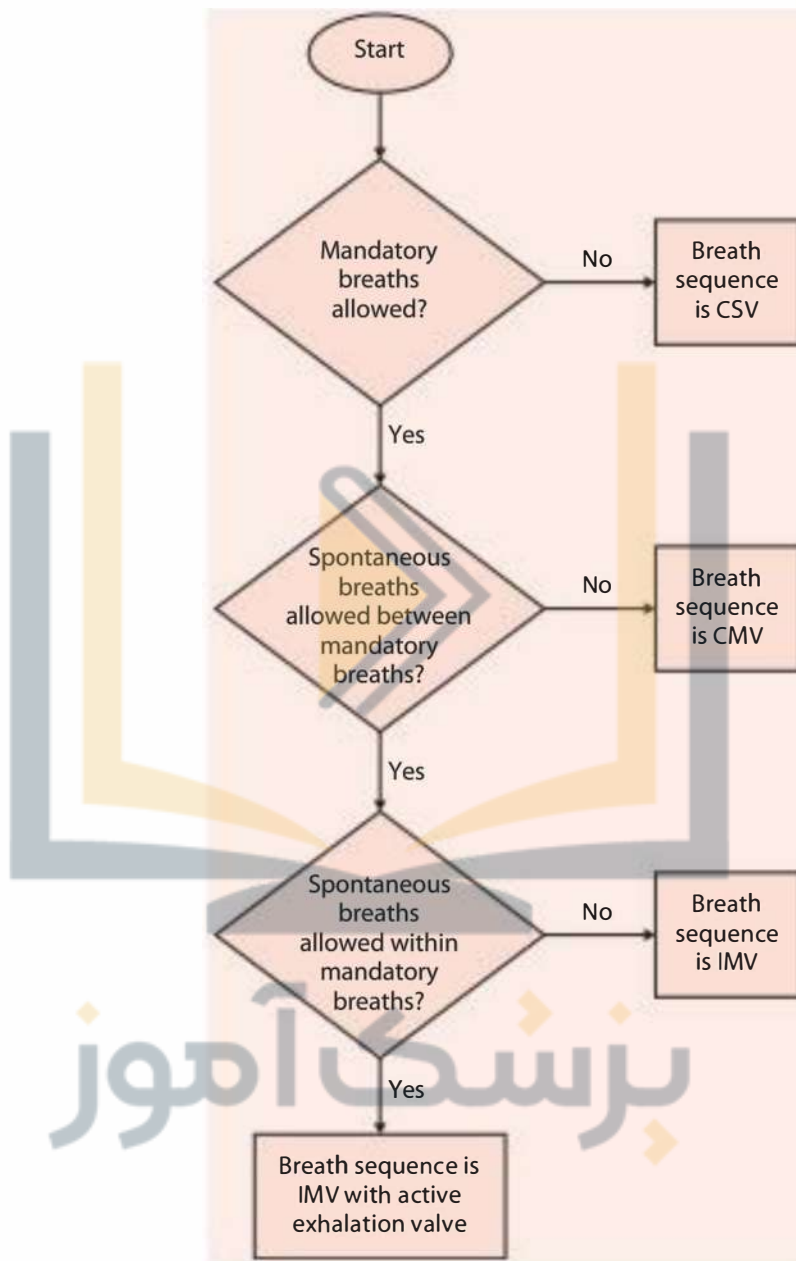 Start
Mandatory
breaths
allowed?
No
Breath
sequence
is CSV
Yes
Spontaneous
breaths
allowed between
mandatory
breaths?
No
Breath
sequence
is CMV
Yes
Spontaneous
breaths
allowed within
mandatory
breaths?
No
Breath
sequence
is IMV
Yes
Breath sequence is
IMV with active
exhalation valve
پزشک آموز